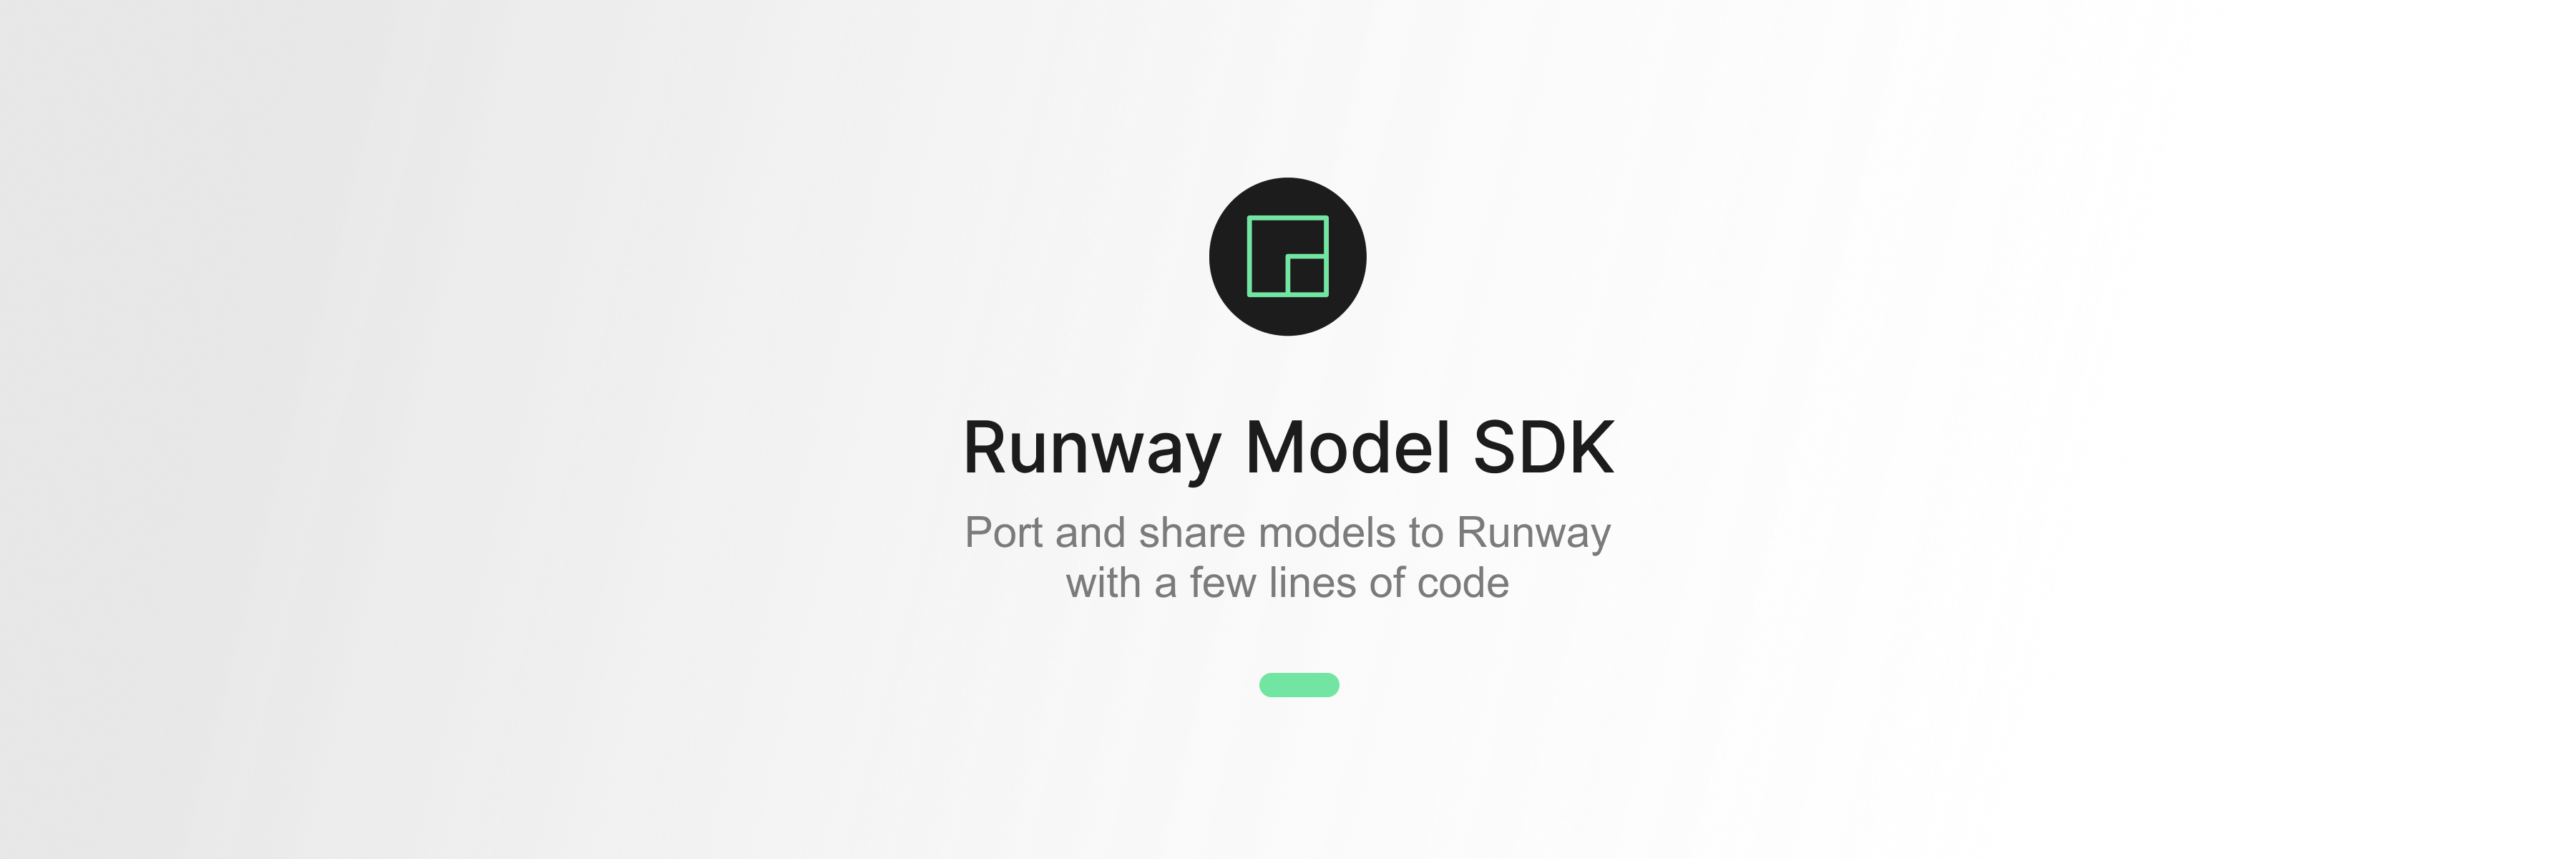 Runway Model SDK
Port and share models to Runway
with a few lines of code